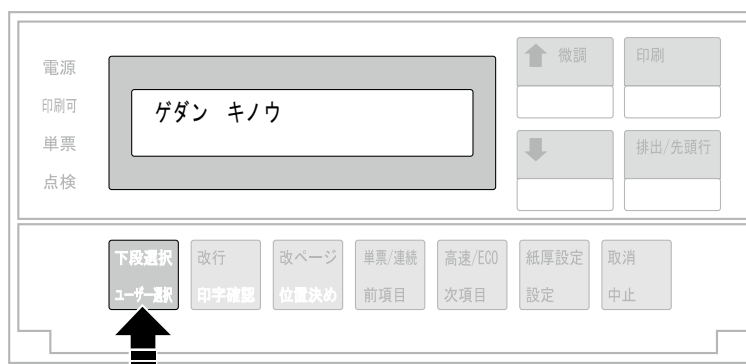 電源
印刷可
単票
点検
ゲダン キノウ
微調
印刷
排出/先頭行
下段選択
ユーザー選択
改行
印字確認
改ページ
位置決め
単票/連続
前項目
高速/ECO
次項目
紙厚設定
設定
取消
中止